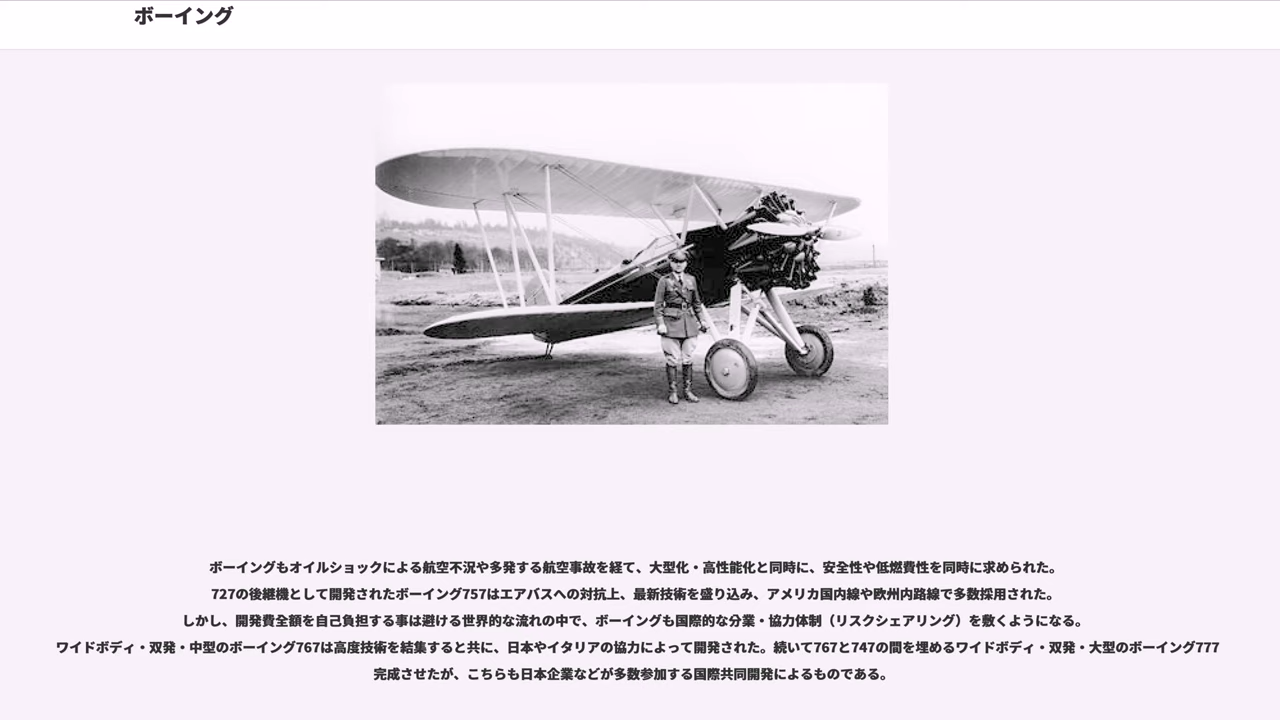 ボーイング
ボーイングもオイルショックによる航空不況や多発する航空事故を経て、大型化・高性能化と同時に、安全性や低燃費性を同時に求められた。
727の後継機として開発されたボーイング757はエアバスへの対抗上、最新技術を盛り込み、アメリカ国内線や欧州内路線で多数採用された。
しかし、開発費全額を自己負担する事は避ける世界的な流れの中で、ボーイングも国際的な分業・協力体制（リスクシェアリング）を敷くようになる。
ワイドボディ・双発・中型のボーイング767は高度技術を結集すると共に、日本やイタリアの協力によって開発された。続いて767と747の間を埋めるワイドボディ・双発・大型のボーイング777
完成させたが、こちらも日本企業などが多数参加する国際共同開発によるものである。